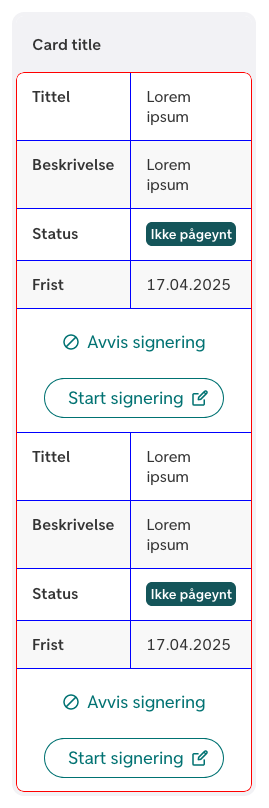 Card title
Tittel
Lorem
ipsum
Beskrivelse
Lorem
ipsum
Status
Ikke pågeynt
Frist
17.04.2025
Avvis signering
Start signering
Tittel
Lorem
ipsum
Beskrivelse
Lorem
ipsum
Status
Ikke pågeynt
Frist
17.04.2025
Avvis signering
Start signering